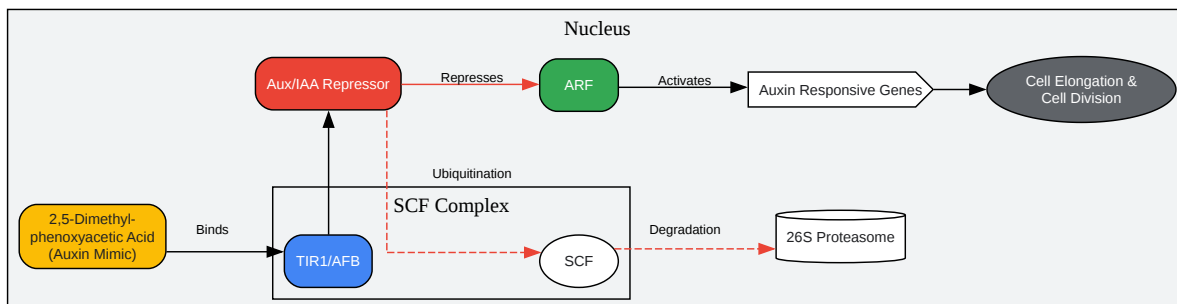 Nucleus
Aux/IAA Repressor
Represses
ARF
Activates
Auxin Responsive Genes
Cell Elongation &
Cell Division
Ubiquitination
SCF Complex
2,5-Dimethyl-
phenoxyacetic Acid
(Auxin Mimic)
Binds
TIR1/AFB
SCF
Degradation
26S Proteasome